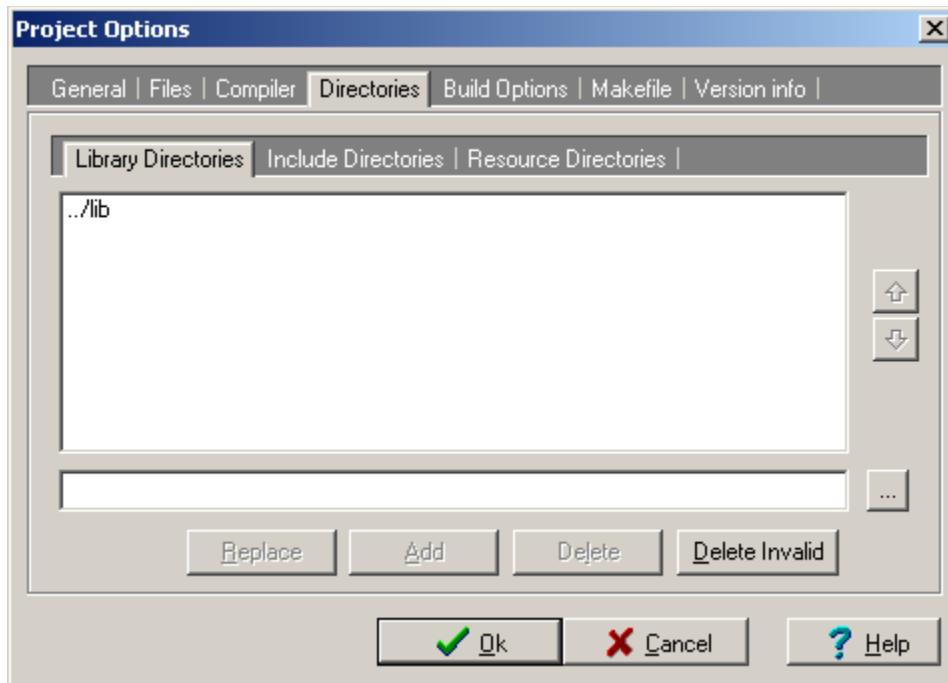 Project Options
General | Files | Compiler Directories Build Options | Makefile | Version info |
Library Directories Include Directories | Resource Directories |
../lib
...
Replace Add Delete Delete Invalid
Ok Cancel ? Help